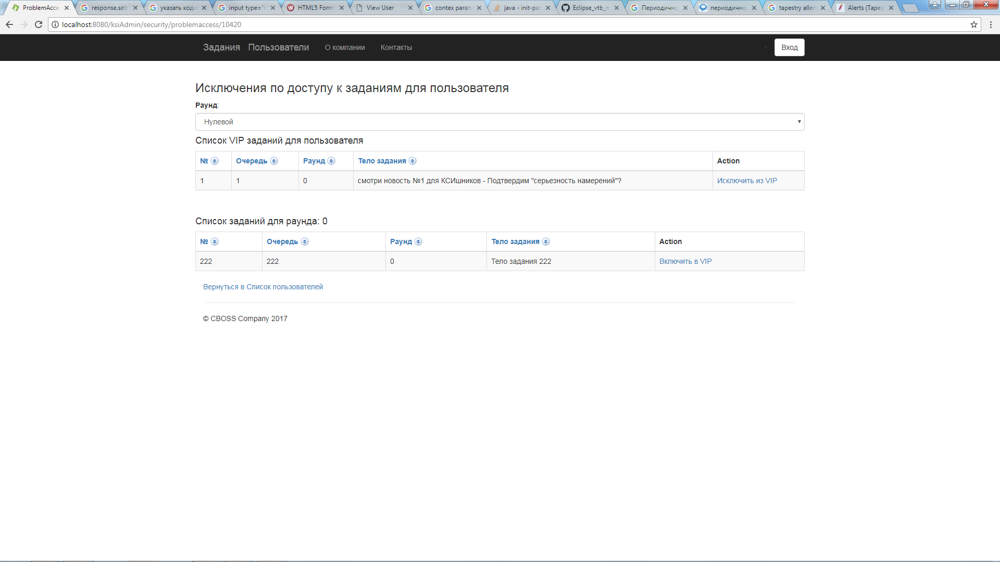 ProblemAcce
response.setc
указать коди
input type="
HTML5 Form
View User
contex param
java - init-pa
Eclipse_vtb_
Периодично
периодично
tapestry aller
Alerts (Tapes
localhost:8080/ksiAdmin/security/problemaccess/10420
Задания Пользователи О компании Контакты Вход
Исключения по доступу к заданиям для пользователя
Раунд:
Нулевой
Список VIP заданий для пользователя
№ Очередь Раунд Тело задания Action
1 1 0 смотри новость №1 для КСИшников - Подтвердим "серьезность намерений"? Исключить из VIP
Список заданий для раунда: 0
№ Очередь Раунд Тело задания Action
222 222 0 Тело задания 222 Включить в VIP
Вернуться в Список пользователей
© CBOSS Company 2017